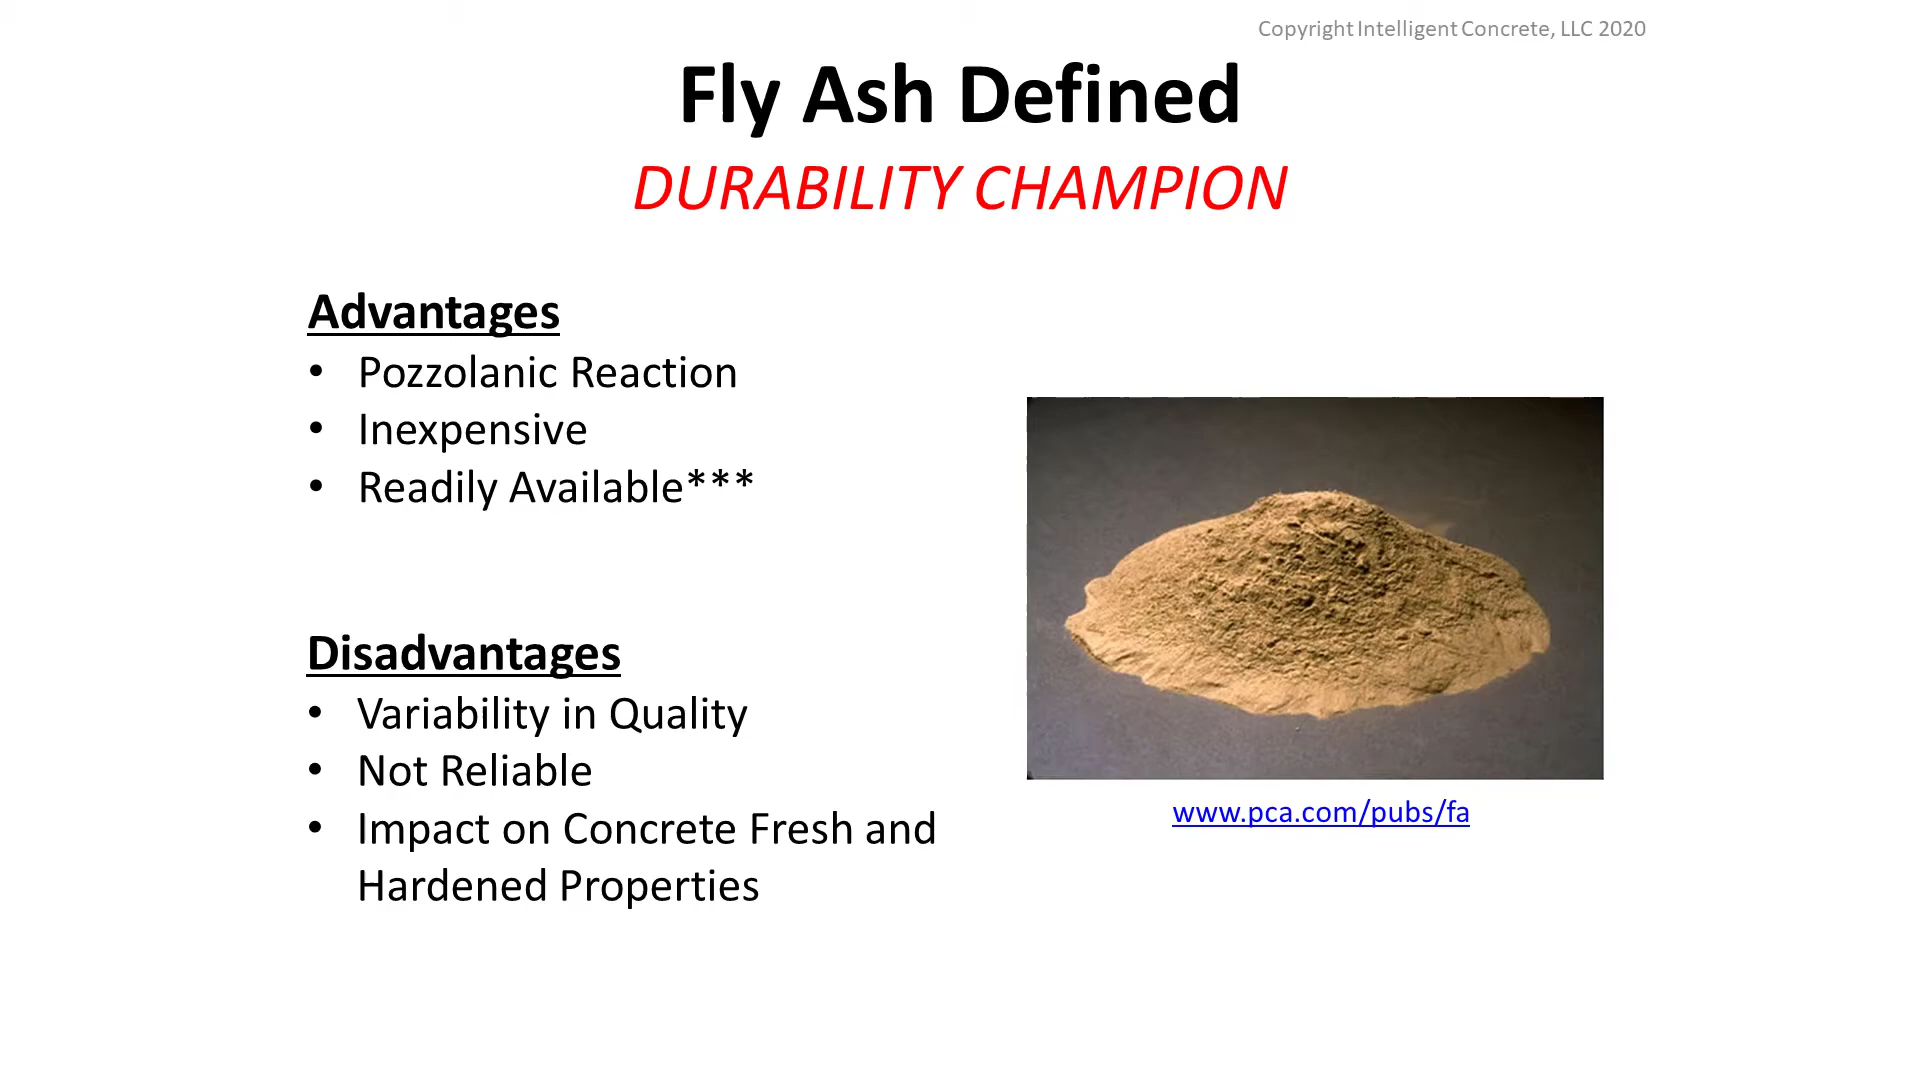 Copyright Intelligent Concrete, LLC 2020
Fly Ash Defined
DURABILITY CHAMPION
Advantages
• Pozzolanic Reaction
• Inexpensive
• Readily Available***
Disadvantages
• Variability in Quality
• Not Reliable
• Impact on Concrete Fresh and
Hardened Properties
www.pca.com/pubs/fa